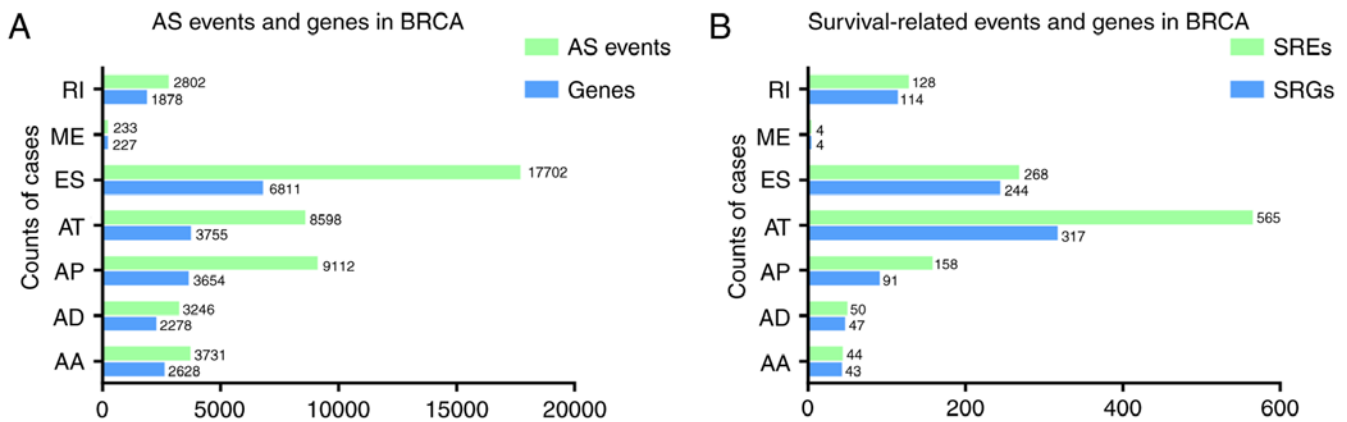 A
AS events and genes in BRCA
AS events
Genes
Counts of cases
RI
2802
1878
ME
233
227
ES
17702
6811
AT
8598
3755
AP
9112
3654
AD
3246
2278
AA
3731
2628
0 5000 10000 15000 20000
B
Survival-related events and genes in BRCA
SREs
SRGs
Counts of cases
RI
128
114
ME
4
4
ES
268
244
AT
565
317
AP
158
91
AD
50
47
AA
44
43
0 200 400 600